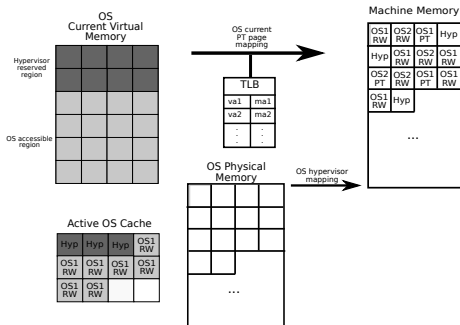 OS
Current Virtual
Memory
Hypervisor
reserved
region
OS accessible
region
OS current
PT page
mapping
TLB
va1 ma1
va2 ma2
. .
. .
. .
Machine Memory
OS1 OS2 OS1 Hyp
RW RW PT
Hyp OS1 OS2 OS1
RW RW RW
OS2 OS2 OS1 OS1
PT RW PT RW
OS1 Hyp
RW
...
OS Physical
Memory
...
OS hypervisor
mapping
Active OS Cache
Hyp Hyp Hyp OS1
RW
OS1 OS1 OS1 OS1
RW RW RW RW
OS1 OS1
RW RW